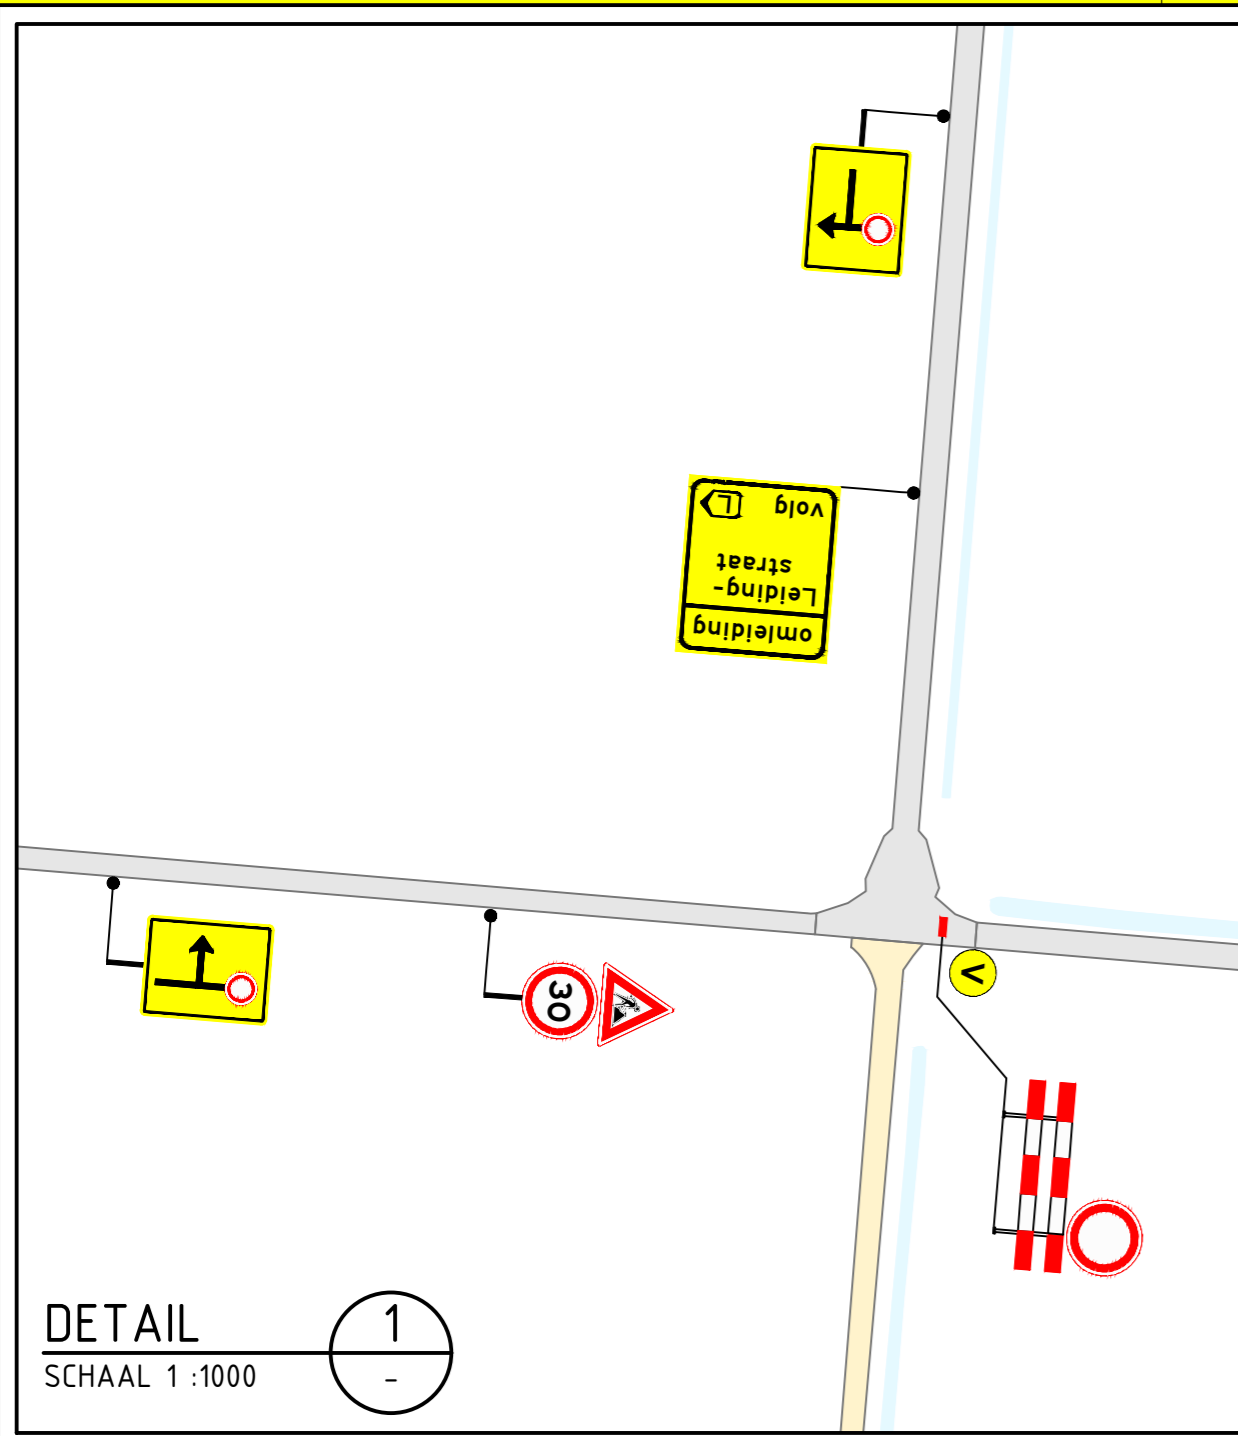 omleiding
Leiding-
straat
volg L
30
V
DETAIL 1
SCHAAL 1 :1000 -